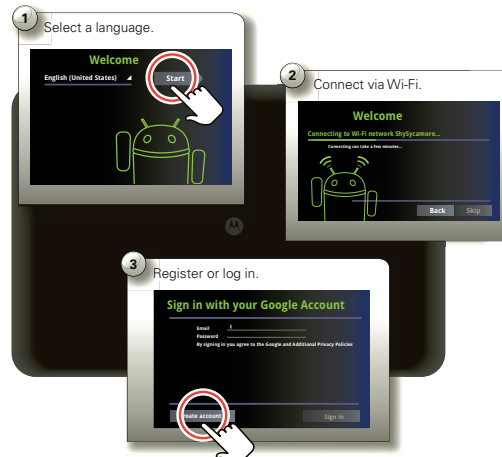 1
Select a language.
Welcome
English (United States)
Start
2
Connect via Wi-Fi.
Welcome
Connecting to Wi-Fi network ShySycamore...
Connecting can take a few minutes...
Back Skip
3
Register or log in.
Sign in with your Google Account
Email
Password
By signing in you agree to the Google and Additional Privacy Policies
reate account
Sign in